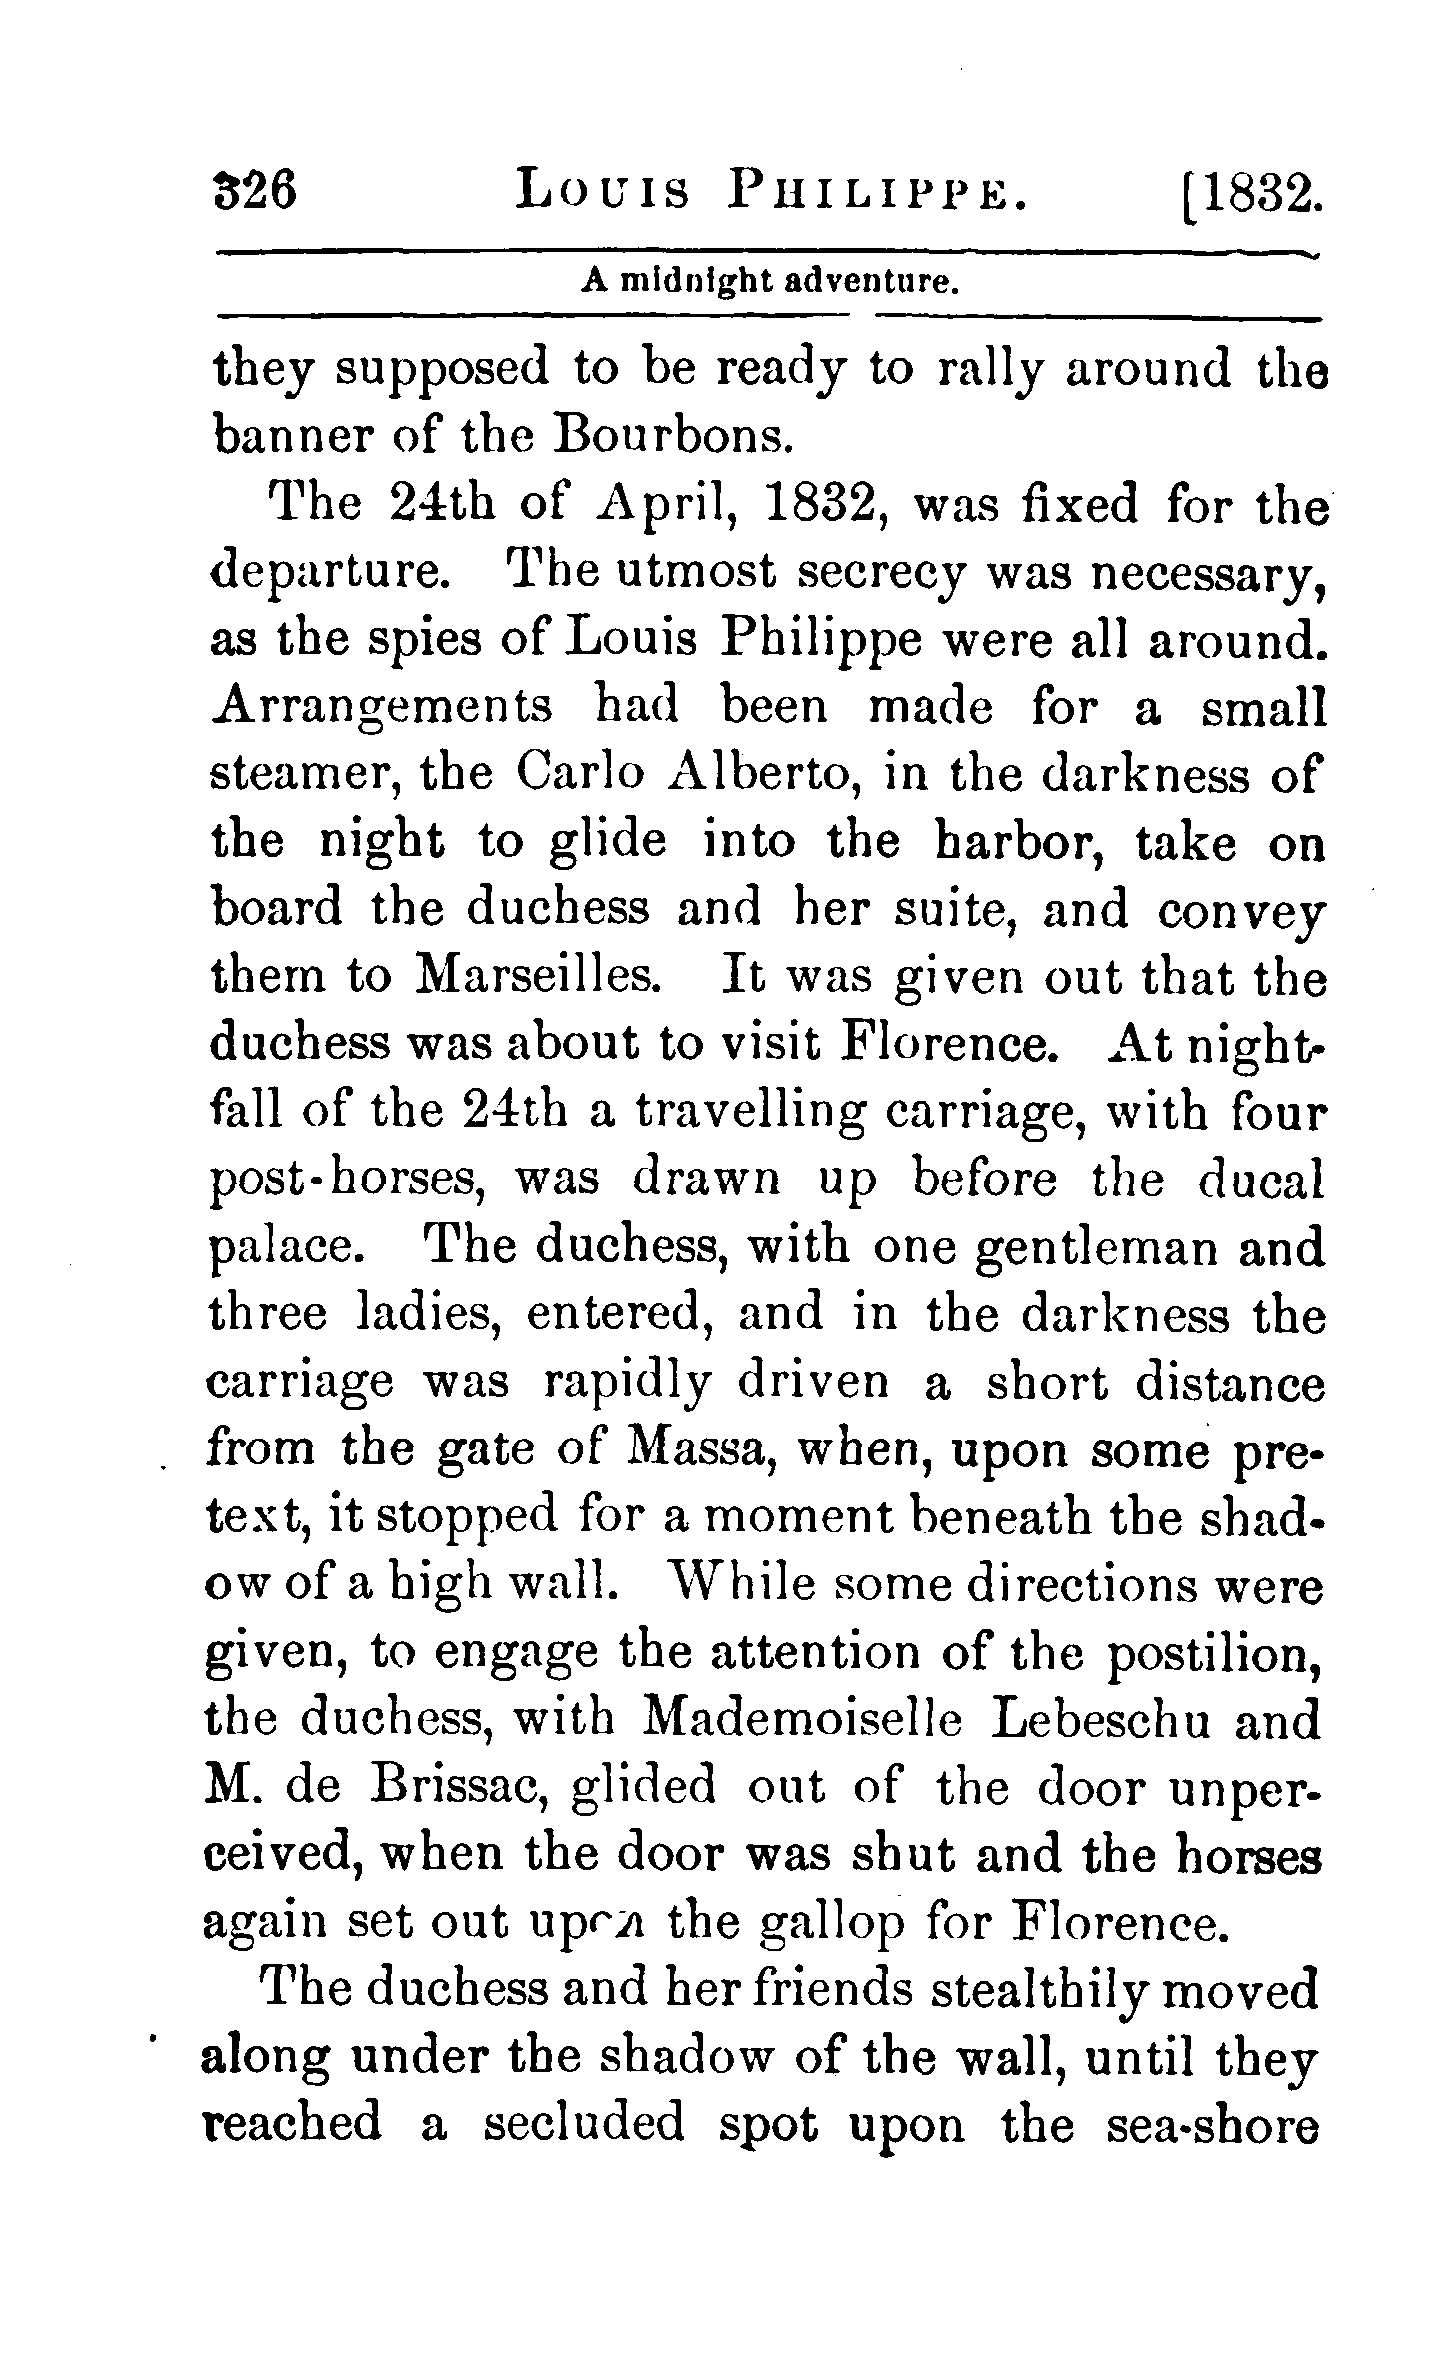 326 LOUIS PHILIPPE. [1832.
A midnight adventure.
they supposed to be ready to rally around the
banner of the Bourbons.
The 24th of April, 1832, was fixed for the
departure. The utmost secrecy was necessary,
as the spies of Louis Philippe were all around.
Arrangements had been made for a small
steamer, the Carlo Alberto, in the darkness of
the night to glide into the harbor, take on
board the duchess and her suite, and convey
them to Marseilles. It was given out that the
duchess was about to visit Florence. At night-
fall of the 24th a travelling carriage, with four
post-horses, was drawn up before the ducal
palace. The duchess, with one gentleman and
three ladies, entered, and in the darkness the
carriage was rapidly driven a short distance
from the gate of Massa, when, upon some pre-
text, it stopped for a moment beneath the shad-
ow of a high wall. While some directions were
given, to engage the attention of the postilion,
the duchess, with Mademoiselle Lebeschu and
M. de Brissac, glided out of the door unper-
ceived, when the door was shut and the horses
again set out upon the gallop for Florence.
The duchess and her friends stealthily moved
along under the shadow of the wall, until they
reached a secluded spot upon the sea-shore